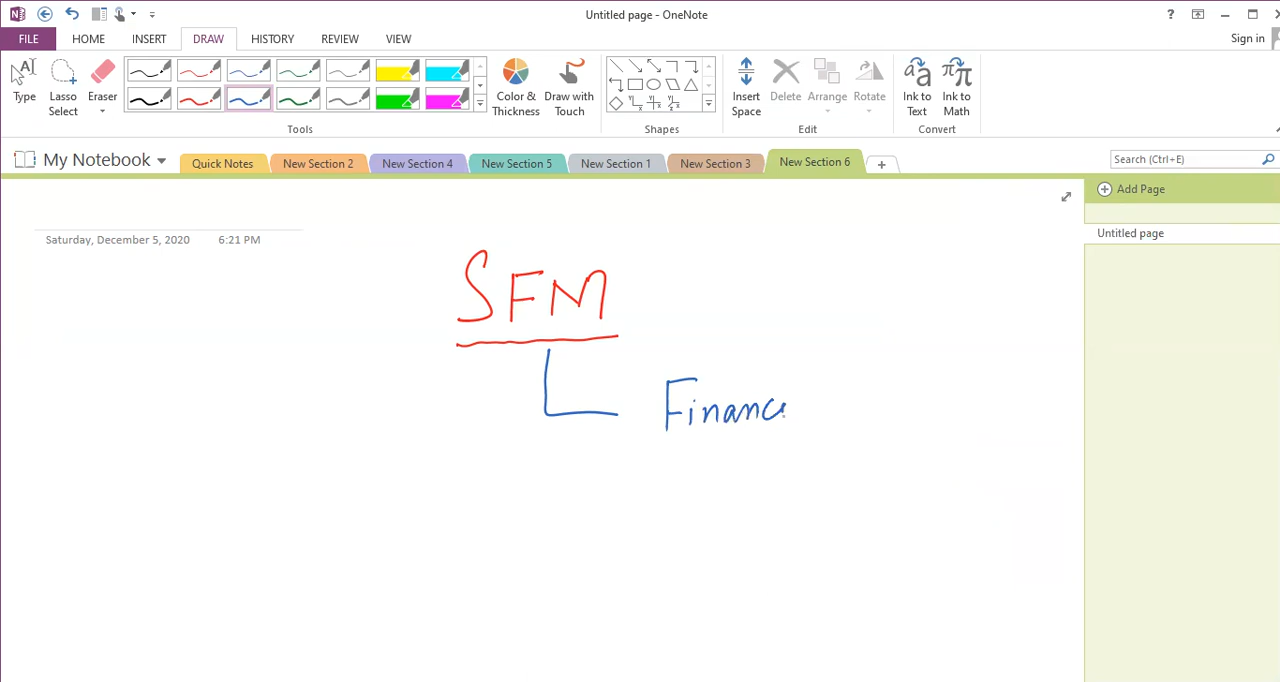 Untitled page - OneNote
?
Sign in
FILE HOME INSERT DRAW HISTORY REVIEW VIEW
Type
Lasso Select
Eraser
Color & Thickness
Draw with Touch
Insert Space
Delete
Arrange
Rotate
Ink to Text
Ink to Math
Tools
Shapes
Edit
Convert
My Notebook
Quick Notes New Section 2 New Section 4 New Section 5 New Section 1 New Section 3 New Section 6
Search (Ctrl+E)
Add Page
Untitled page
Saturday, December 5, 2020 6:21 PM
SFM
Financ